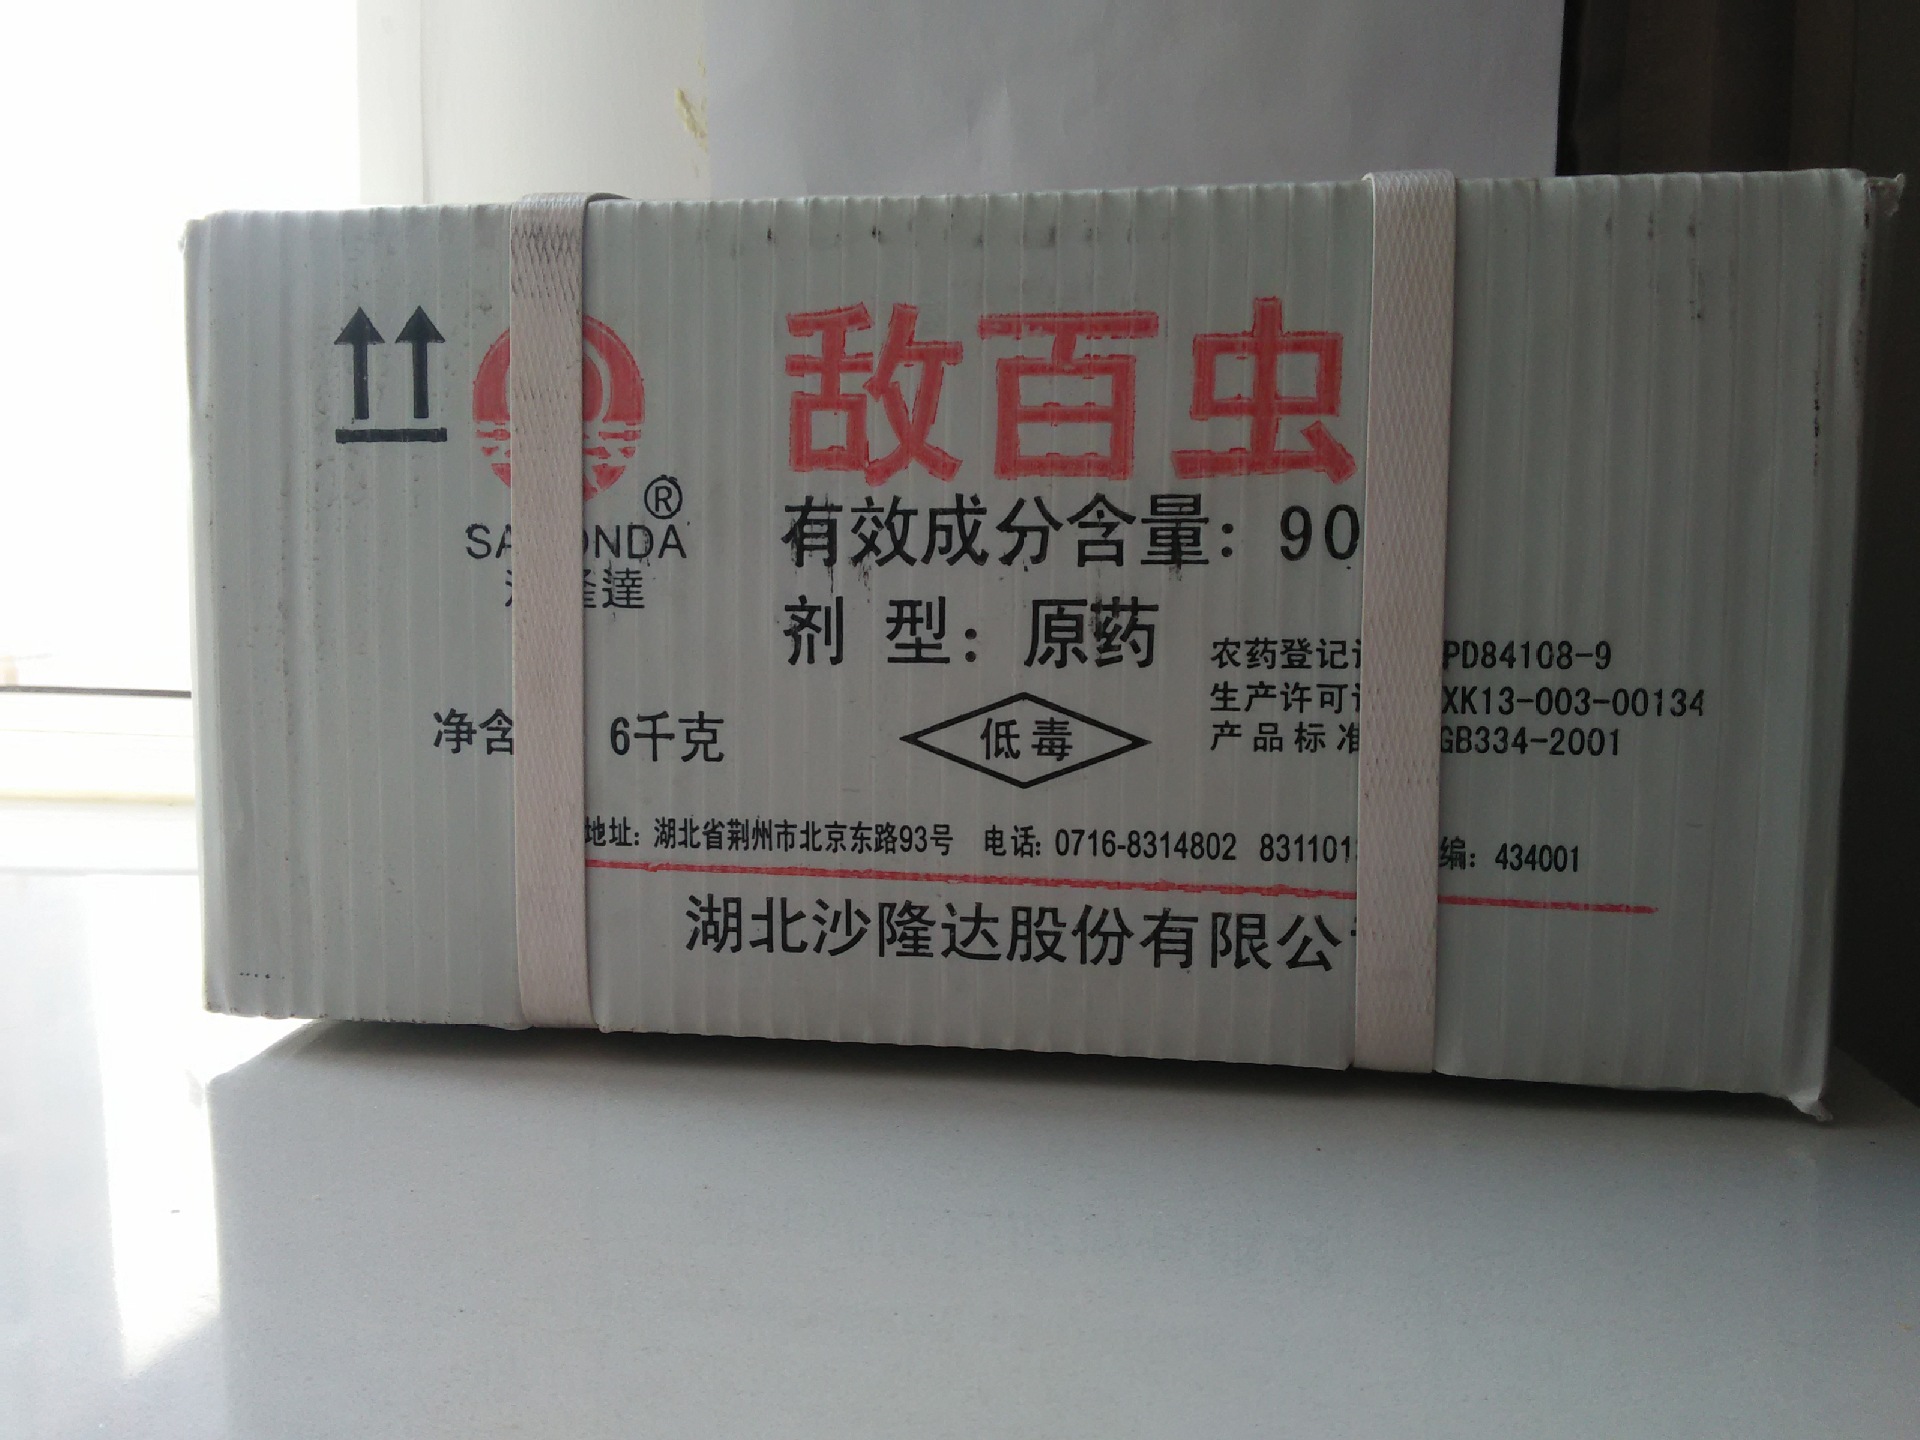 敌百虫
®
SA ONDA
隆達
有效成分含量：90
剂 型：原药
农药登记 PD84108-9
生产许可 XK13-003-00134
产品标准 GB334-2001
净含 6千克
低毒
地址：湖北省荆州市北京东路93号 电话：0716-8314802 831101 编：434001
湖北沙隆达股份有限公